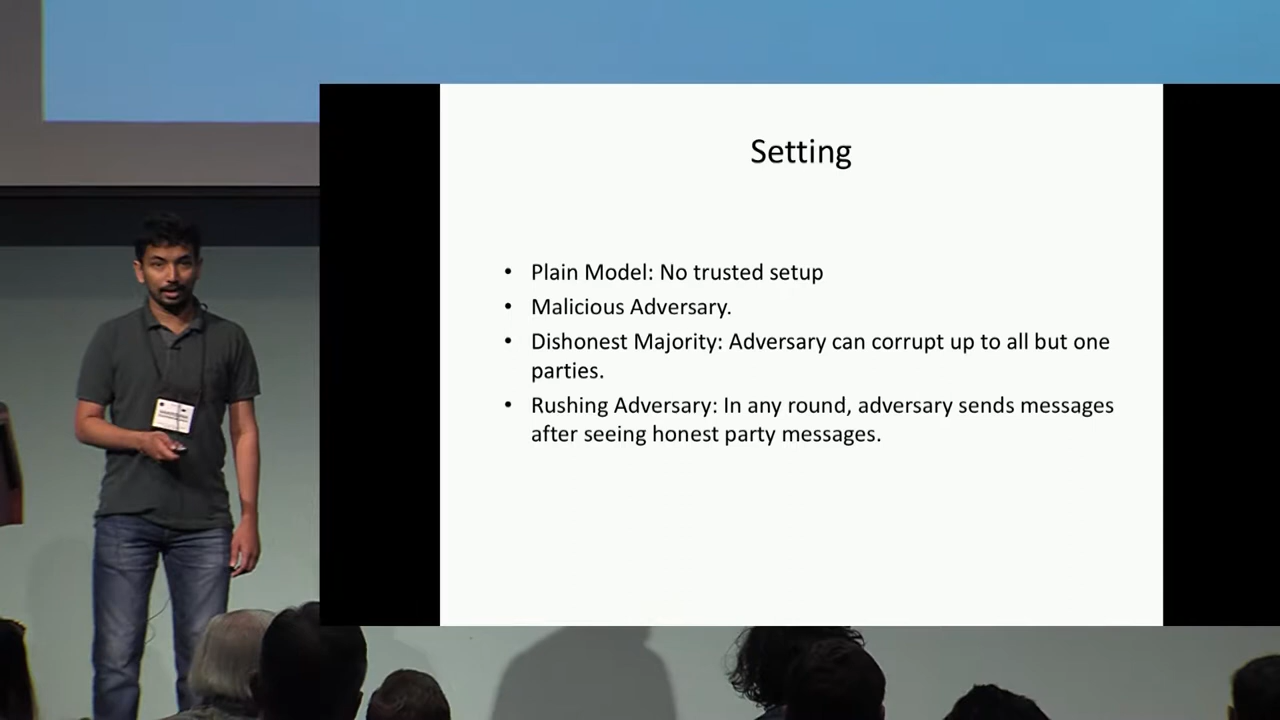 Setting
• Plain Model: No trusted setup
• Malicious Adversary.
• Dishonest Majority: Adversary can corrupt up to all but one
parties.
• Rushing Adversary: In any round, adversary sends messages
after seeing honest party messages.